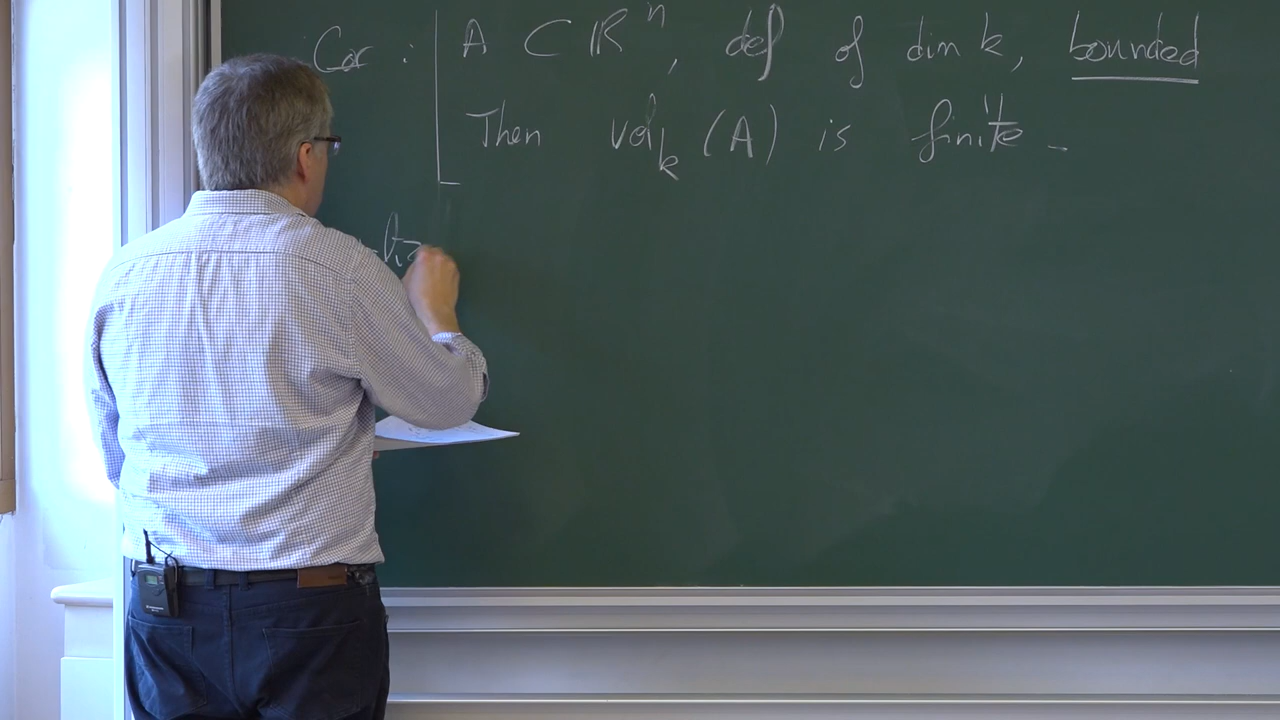 Cor : A ⊂ ℝⁿ, def of dim k, bounded
Then vol_k (A) is finite.